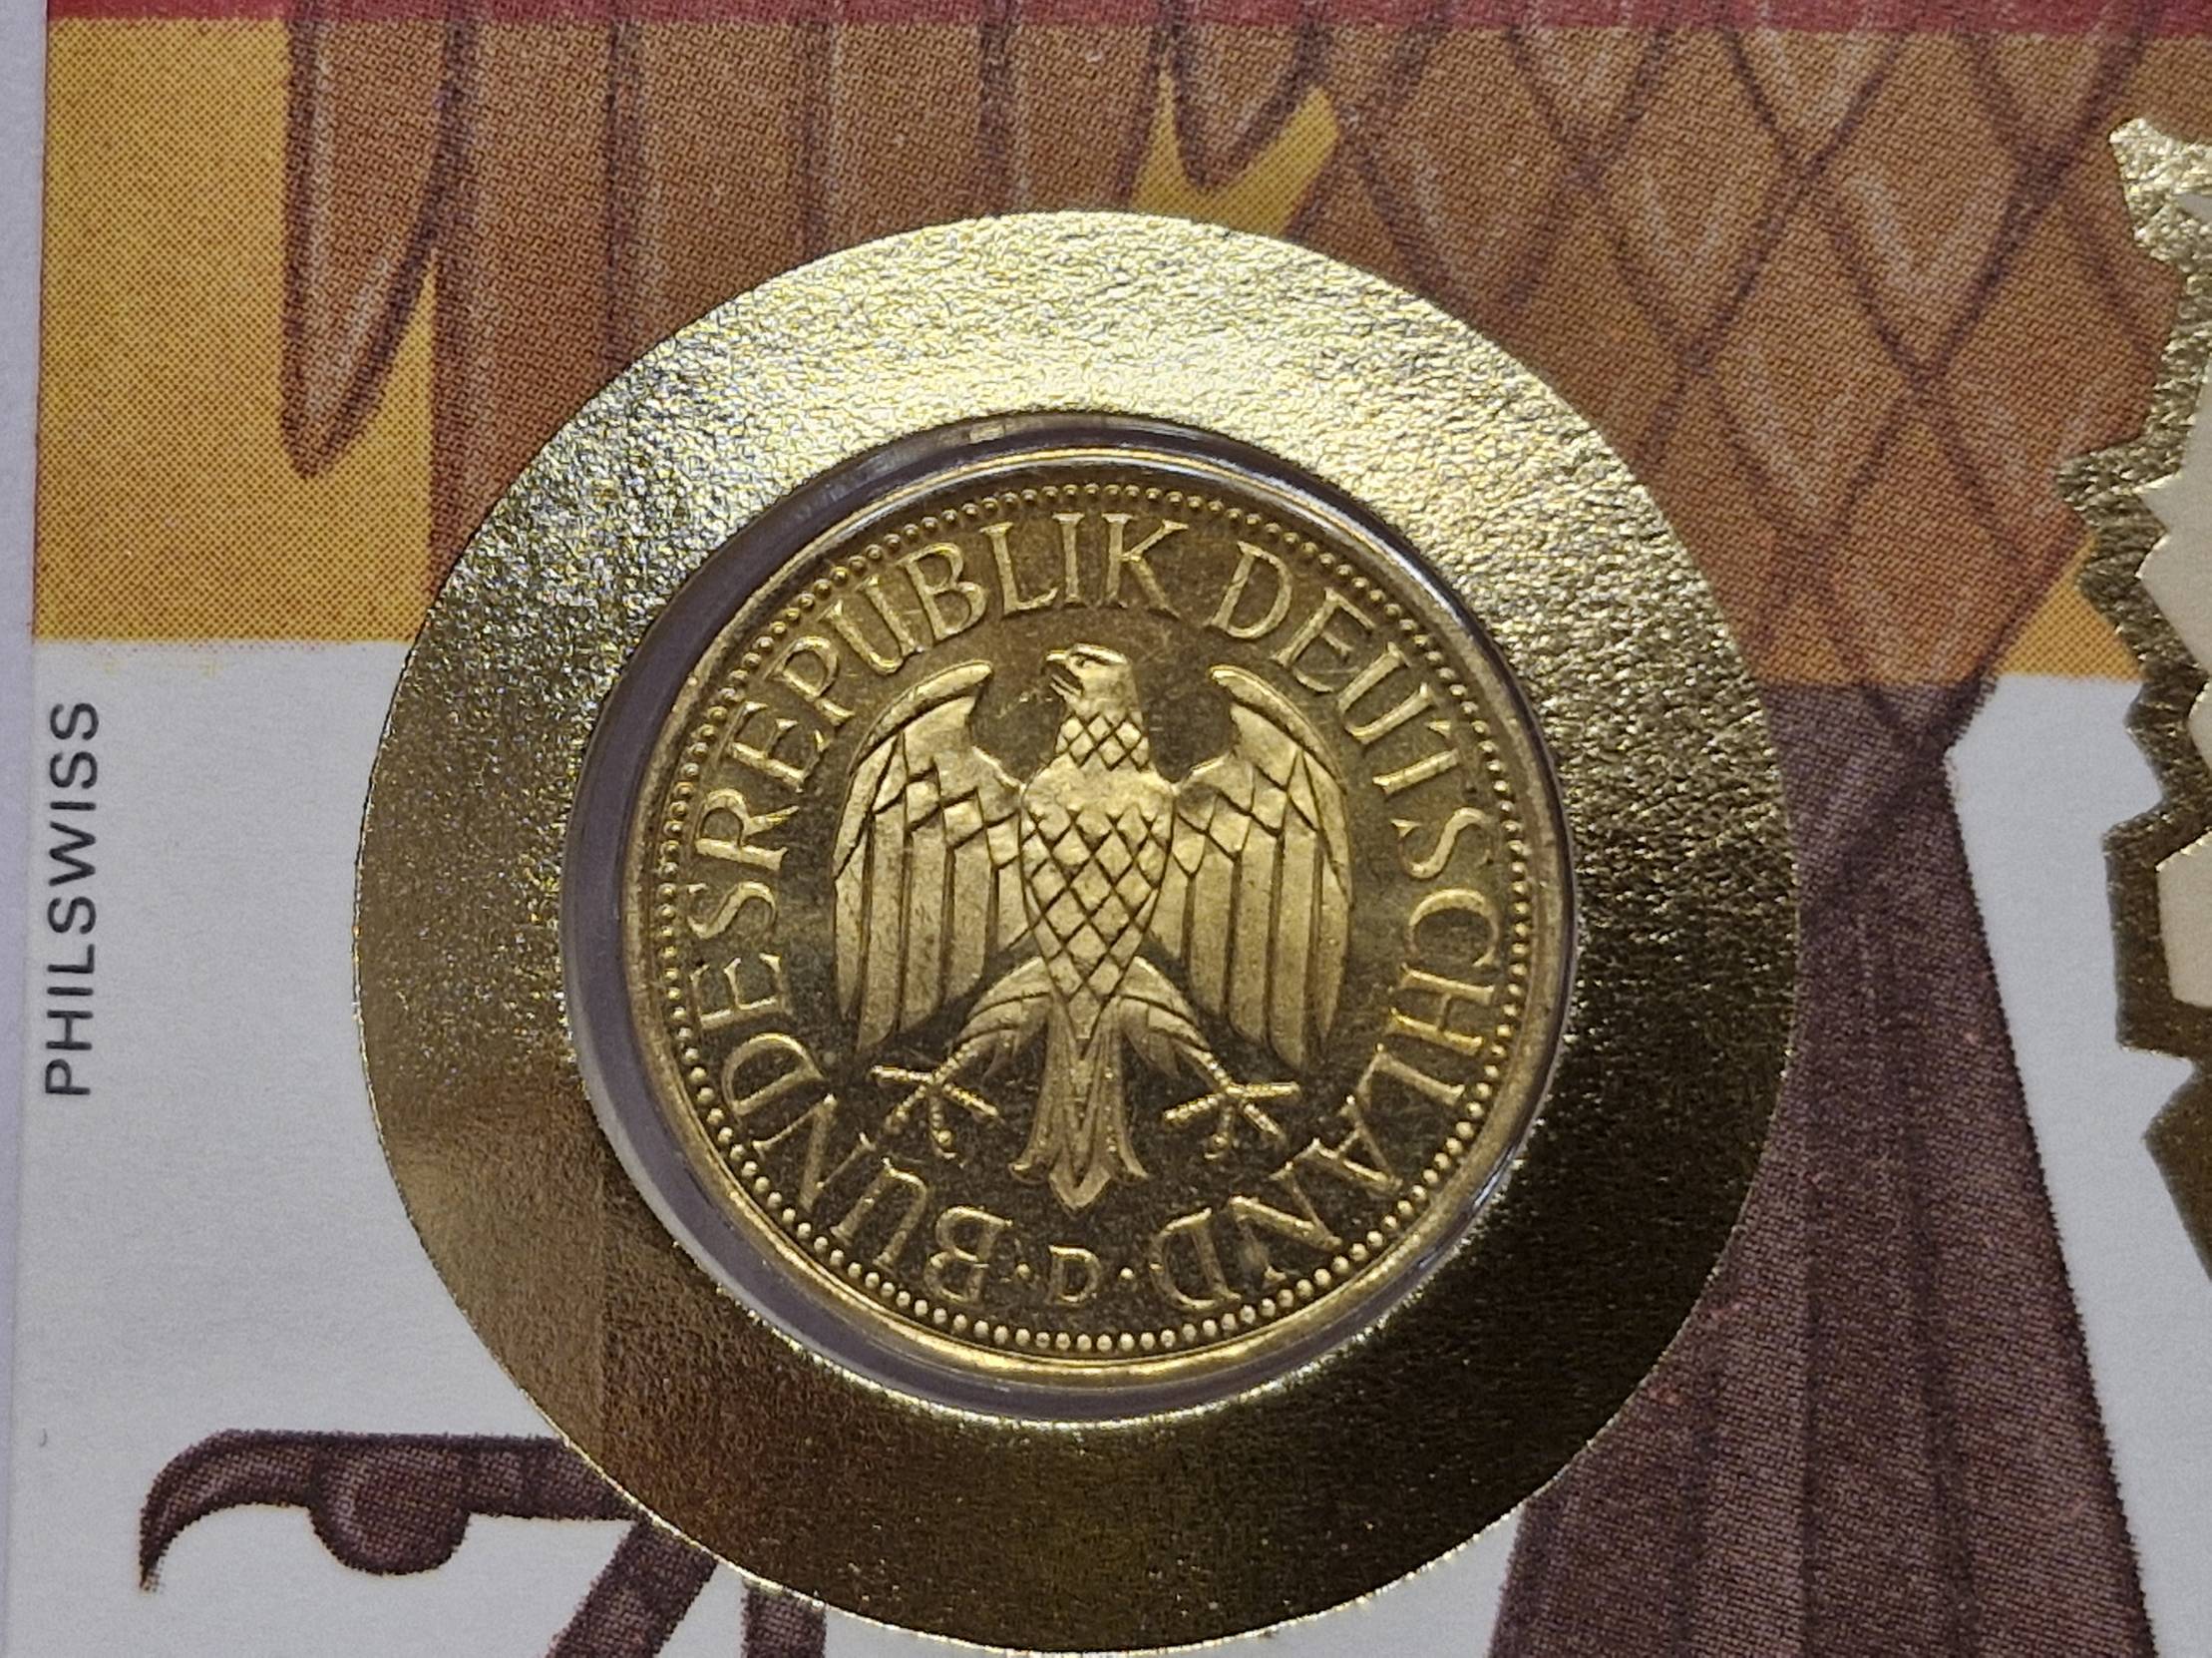 PHILSWISS
BUNDESREPUBLIK DEUTSCHLAND
· D ·